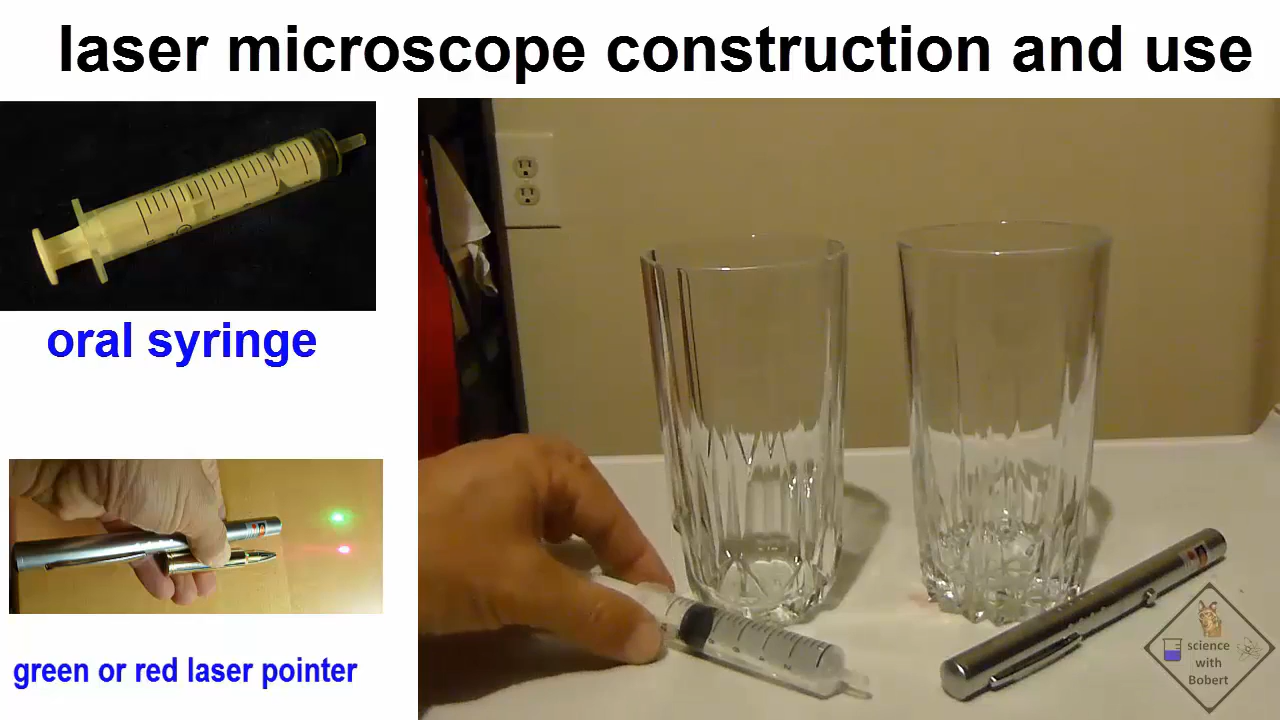 laser microscope construction and use
oral syringe
green or red laser pointer
science
with
Bobert